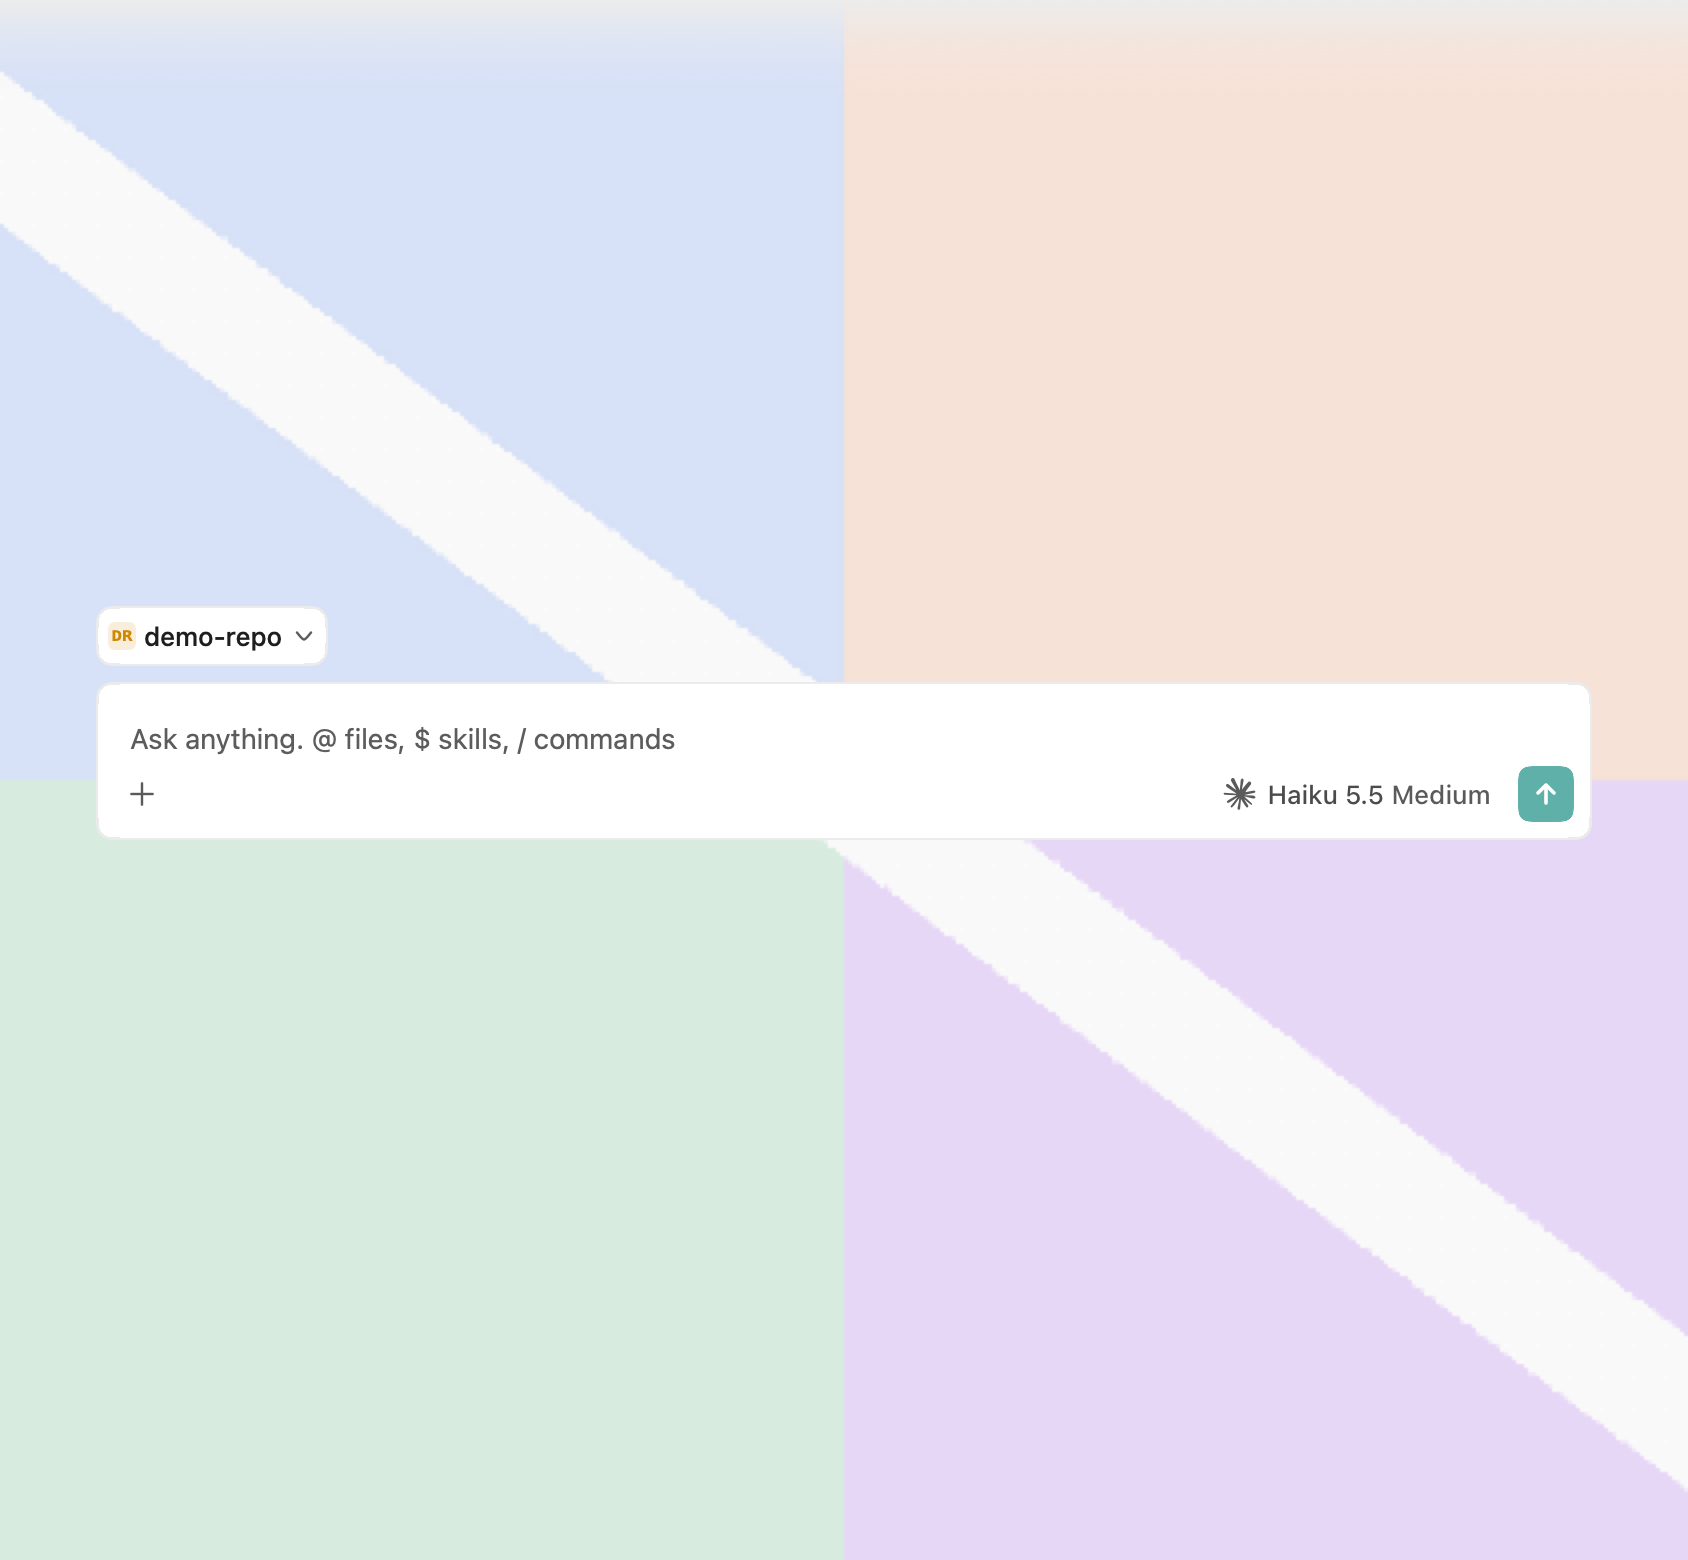 DR demo-repo
Ask anything. @ files, $ skills, / commands
Haiku 5.5 Medium